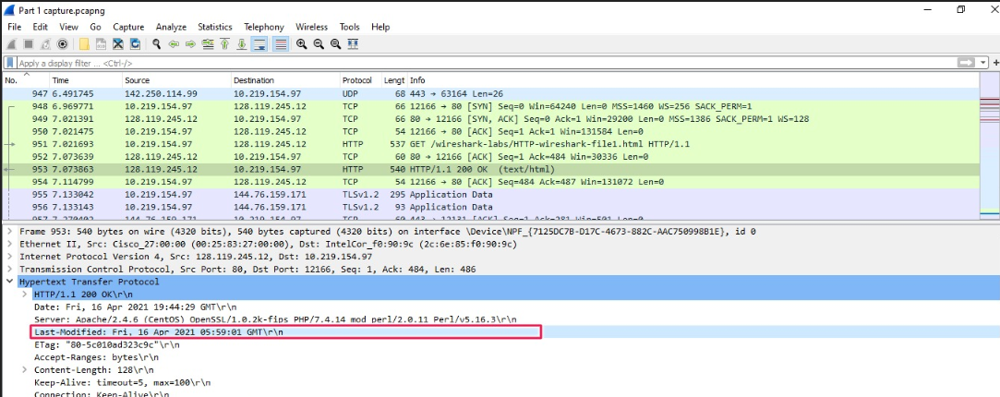 Part 1 capture.pcapng
File Edit View Go Capture Analyze Statistics Telephony Wireless Tools Help
Apply a display filter ... <Ctrl-/>
No. Time Source Destination Protocol Lengt Info
947 6.491745 142.250.114.99 10.219.154.97 UDP 68 443 → 63164 Len=26
948 6.969771 10.219.154.97 128.119.245.12 TCP 66 12166 → 80 [SYN] Seq=0 Win=64240 Len=0 MSS=1460 WS=256 SACK_PERM=1
949 7.021391 128.119.245.12 10.219.154.97 TCP 66 80 → 12166 [SYN, ACK] Seq=0 Ack=1 Win=29200 Len=0 MSS=1386 SACK_PERM=1 WS=128
950 7.021475 10.219.154.97 128.119.245.12 TCP 54 12166 → 80 [ACK] Seq=1 Ack=1 Win=131584 Len=0
951 7.021693 10.219.154.97 128.119.245.12 HTTP 537 GET /wireshark-labs/HTTP-wireshark-file1.html HTTP/1.1
952 7.073639 128.119.245.12 10.219.154.97 TCP 60 80 → 12166 [ACK] Seq=1 Ack=484 Win=30336 Len=0
953 7.073863 128.119.245.12 10.219.154.97 HTTP 540 HTTP/1.1 200 OK (text/html)
954 7.114799 10.219.154.97 128.119.245.12 TCP 54 12166 → 80 [ACK] Seq=484 Ack=487 Win=131072 Len=0
955 7.133042 10.219.154.97 144.76.159.171 TLSv1.2 295 Application Data
956 7.133143 10.219.154.97 144.76.159.171 TLSv1.2 93 Application Data
Frame 953: 540 bytes on wire (4320 bits), 540 bytes captured (4320 bits) on interface \Device\NPF_{7125DC7B-D17C-4673-882C-AAC750998B1E}, id 0
Ethernet II, Src: Cisco_27:00:00 (00:25:83:27:00:00), Dst: IntelCor_f0:90:9c (2c:6e:85:f0:90:9c)
Internet Protocol Version 4, Src: 128.119.245.12, Dst: 10.219.154.97
Transmission Control Protocol, Src Port: 80, Dst Port: 12166, Seq: 1, Ack: 484, Len: 486
Hypertext Transfer Protocol
HTTP/1.1 200 OK\r\n
Date: Fri, 16 Apr 2021 19:44:29 GMT\r\n
Server: Apache/2.4.6 (CentOS) OpenSSL/1.0.2k-fips PHP/7.4.14 mod_perl/2.0.11 Perl/v5.16.3\r\n
Last-Modified: Fri, 16 Apr 2021 05:59:01 GMT\r\n
ETag: "80-5c010ad323c9c"\r\n
Accept-Ranges: bytes\r\n
Content-Length: 128\r\n
Keep-Alive: timeout=5, max=100\r\n
Connection: Keep-Alive\r\n